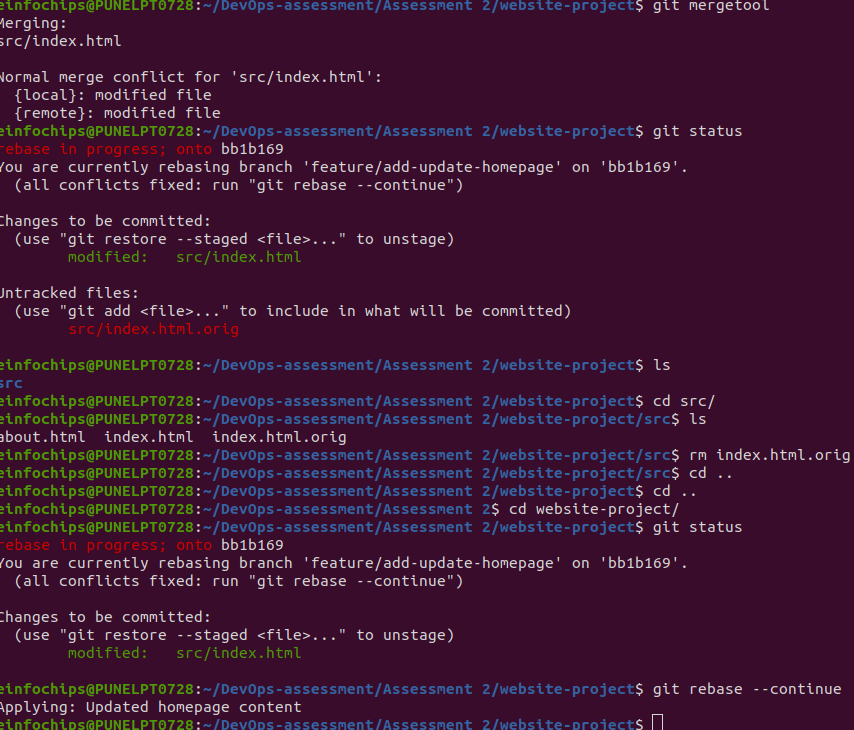 einfochips@PUNELPT0728:~/DevOps-assessment/Assessment 2/website-project$ git mergetool
Merging:
src/index.html

Normal merge conflict for 'src/index.html':
  {local}: modified file
  {remote}: modified file
einfochips@PUNELPT0728:~/DevOps-assessment/Assessment 2/website-project$ git status
rebase in progress; onto bb1b169
You are currently rebasing branch 'feature/add-update-homepage' on 'bb1b169'.
  (all conflicts fixed: run "git rebase --continue")

Changes to be committed:
  (use "git restore --staged <file>..." to unstage)
        modified:   src/index.html

Untracked files:
  (use "git add <file>..." to include in what will be committed)
        src/index.html.orig

einfochips@PUNELPT0728:~/DevOps-assessment/Assessment 2/website-project$ ls
src
einfochips@PUNELPT0728:~/DevOps-assessment/Assessment 2/website-project$ cd src/
einfochips@PUNELPT0728:~/DevOps-assessment/Assessment 2/website-project/src$ ls
about.html  index.html  index.html.orig
einfochips@PUNELPT0728:~/DevOps-assessment/Assessment 2/website-project/src$ rm index.html.orig
einfochips@PUNELPT0728:~/DevOps-assessment/Assessment 2/website-project/src$ cd ..
einfochips@PUNELPT0728:~/DevOps-assessment/Assessment 2/website-project$ cd ..
einfochips@PUNELPT0728:~/DevOps-assessment/Assessment 2$ cd website-project/
einfochips@PUNELPT0728:~/DevOps-assessment/Assessment 2/website-project$ git status
rebase in progress; onto bb1b169
You are currently rebasing branch 'feature/add-update-homepage' on 'bb1b169'.
  (all conflicts fixed: run "git rebase --continue")

Changes to be committed:
  (use "git restore --staged <file>..." to unstage)
        modified:   src/index.html

einfochips@PUNELPT0728:~/DevOps-assessment/Assessment 2/website-project$ git rebase --continue
Applying: Updated homepage content
einfochips@PUNELPT0728:~/DevOps-assessment/Assessment 2/website-project$